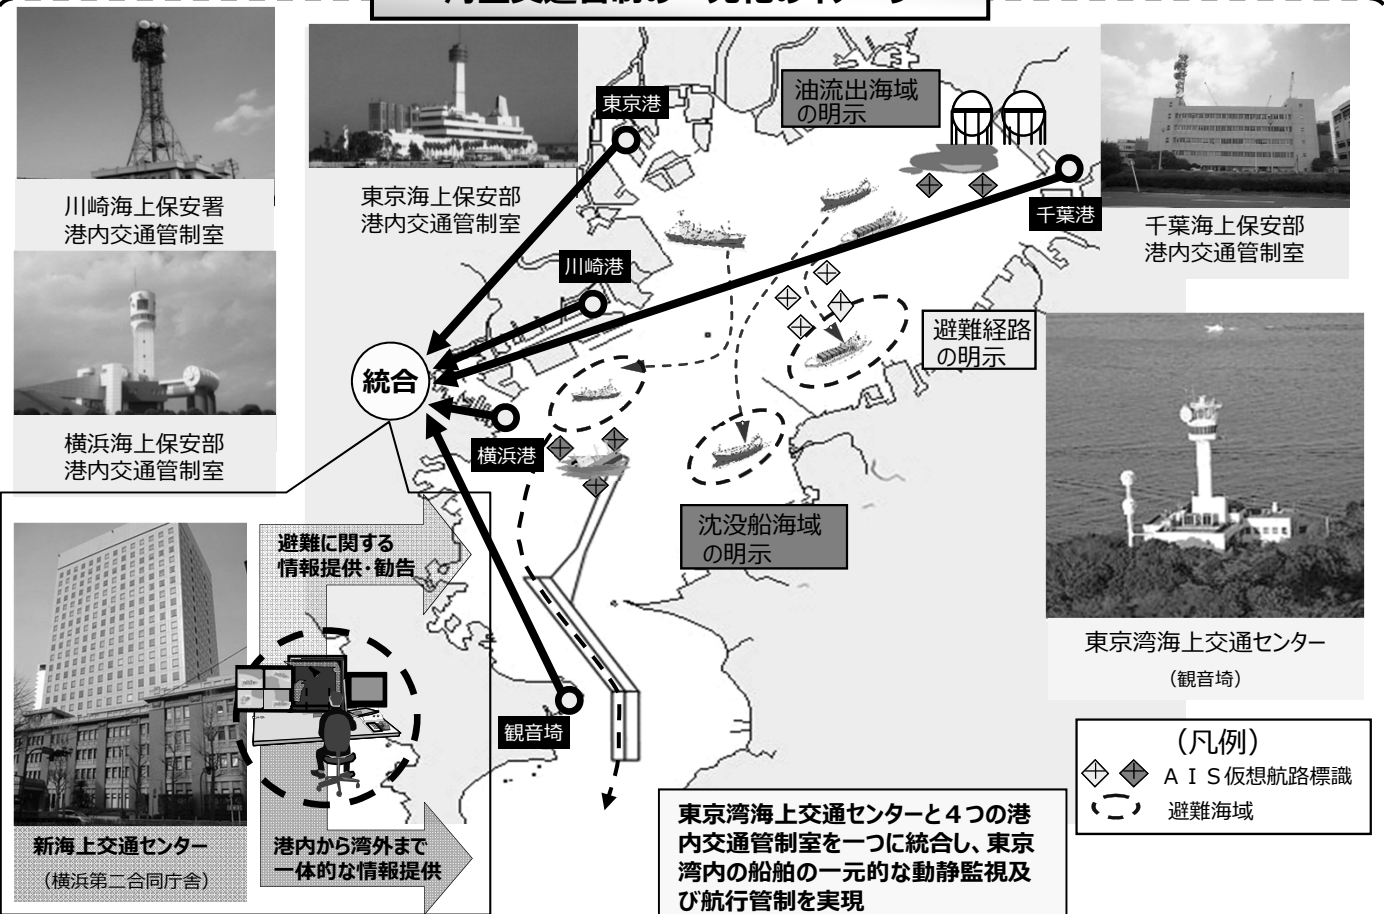 川崎海上保安署
港内交通管制室
東京海上保安部
港内交通管制室
千葉海上保安部
港内交通管制室
横浜海上保安部
港内交通管制室
東京港
油流出海域
の明示
千葉港
川崎港
避難経路
の明示
統合
横浜港
沈没船海域
の明示
観音埼
東京湾海上交通センター
（観音埼）
避難に関する
情報提供・勧告
港内から湾外まで
一体的な情報提供
新海上交通センター
（横浜第二合同庁舎）
東京湾海上交通センターと４つの港
内交通管制室を一つに統合し、東京
湾内の船舶の一元的な動静監視及
び航行管制を実現
（凡例）
ＡＩＳ仮想航路標識
避難海域